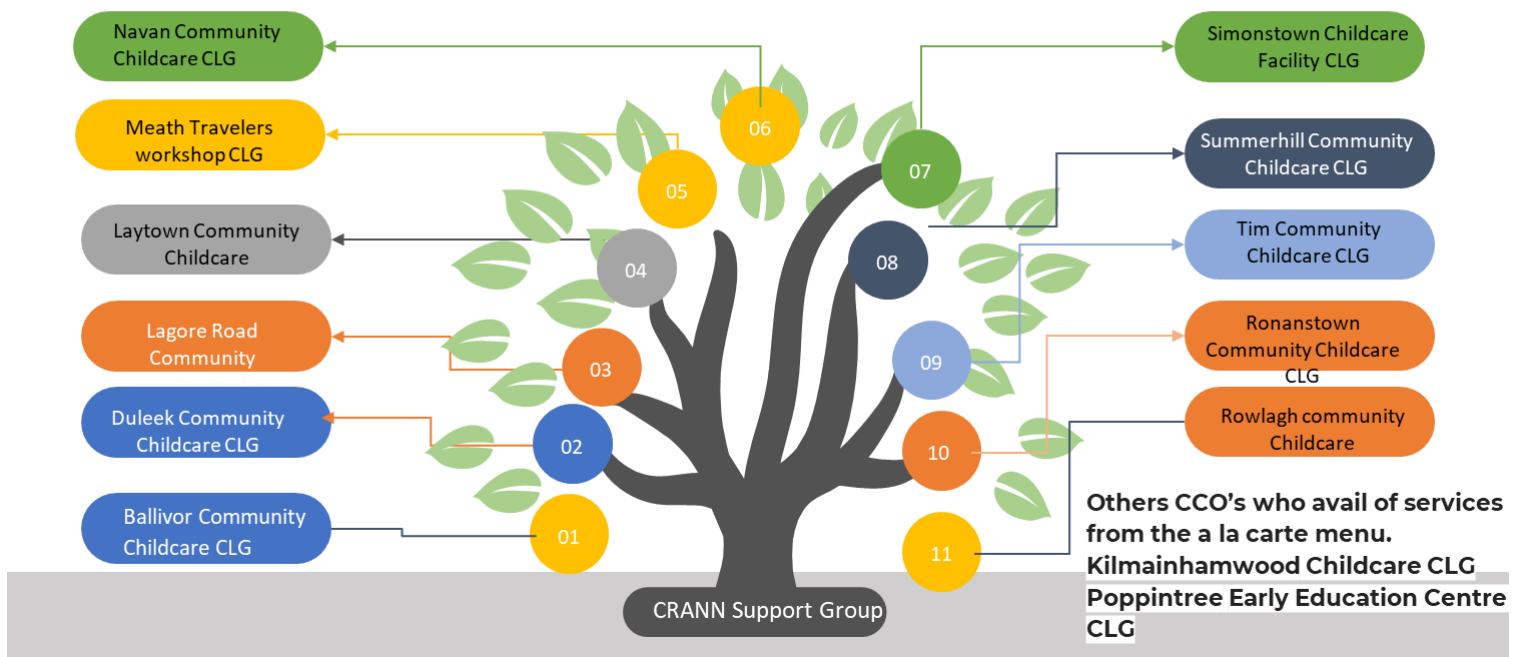 Navan Community
Childcare CLG
Meath Travelers
workshop CLG
Laytown Community
Childcare
Lagore Road
Community
Duleek Community
Childcare CLG
Ballivor Community
Childcare CLG
01
02
03
04
05
06
07
08
09
10
11
Simonstown Childcare
Facility CLG
Summerhill Community
Childcare CLG
Tim Community
Childcare CLG
Ronanstown
Community Childcare
CLG
Rowlagh community
Childcare
Others CCO’s who avail of services
from the a la carte menu.
Kilmainhamwood Childcare CLG
Poppintree Early Education Centre
CLG
CRANN Support Group